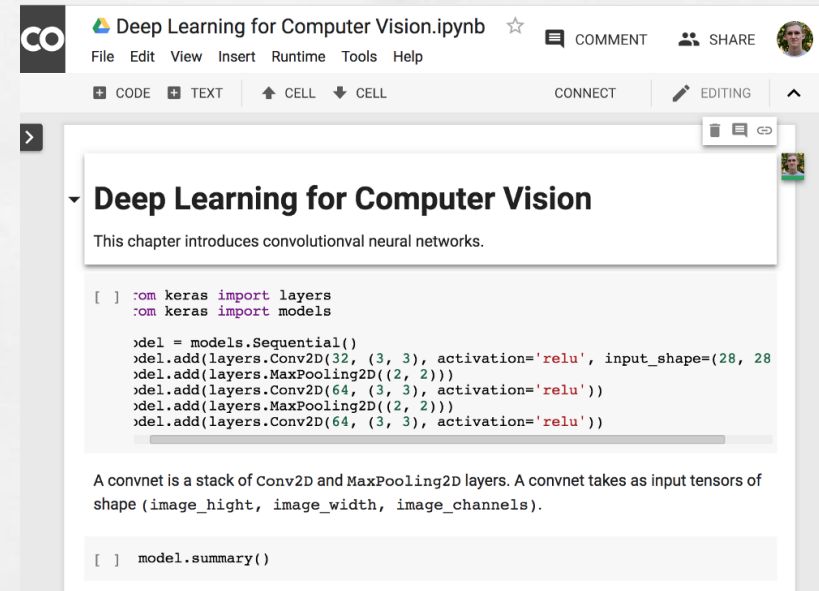 CO
Deep Learning for Computer Vision.ipynb
COMMENT
SHARE
File Edit View Insert Runtime Tools Help
CODE TEXT CELL CELL CONNECT EDITING
Deep Learning for Computer Vision
This chapter introduces convolutionval neural networks.
[ ] rom keras import layers
rom keras import models
odel = models.Sequential()
odel.add(layers.Conv2D(32, (3, 3), activation='relu', input_shape=(28, 28
odel.add(layers.MaxPooling2D((2, 2)))
odel.add(layers.Conv2D(64, (3, 3), activation='relu'))
odel.add(layers.MaxPooling2D((2, 2)))
odel.add(layers.Conv2D(64, (3, 3), activation='relu'))
A convnet is a stack of Conv2D and MaxPooling2D layers. A convnet takes as input tensors of
shape (image_hight, image_width, image_channels).
[ ] model.summary()